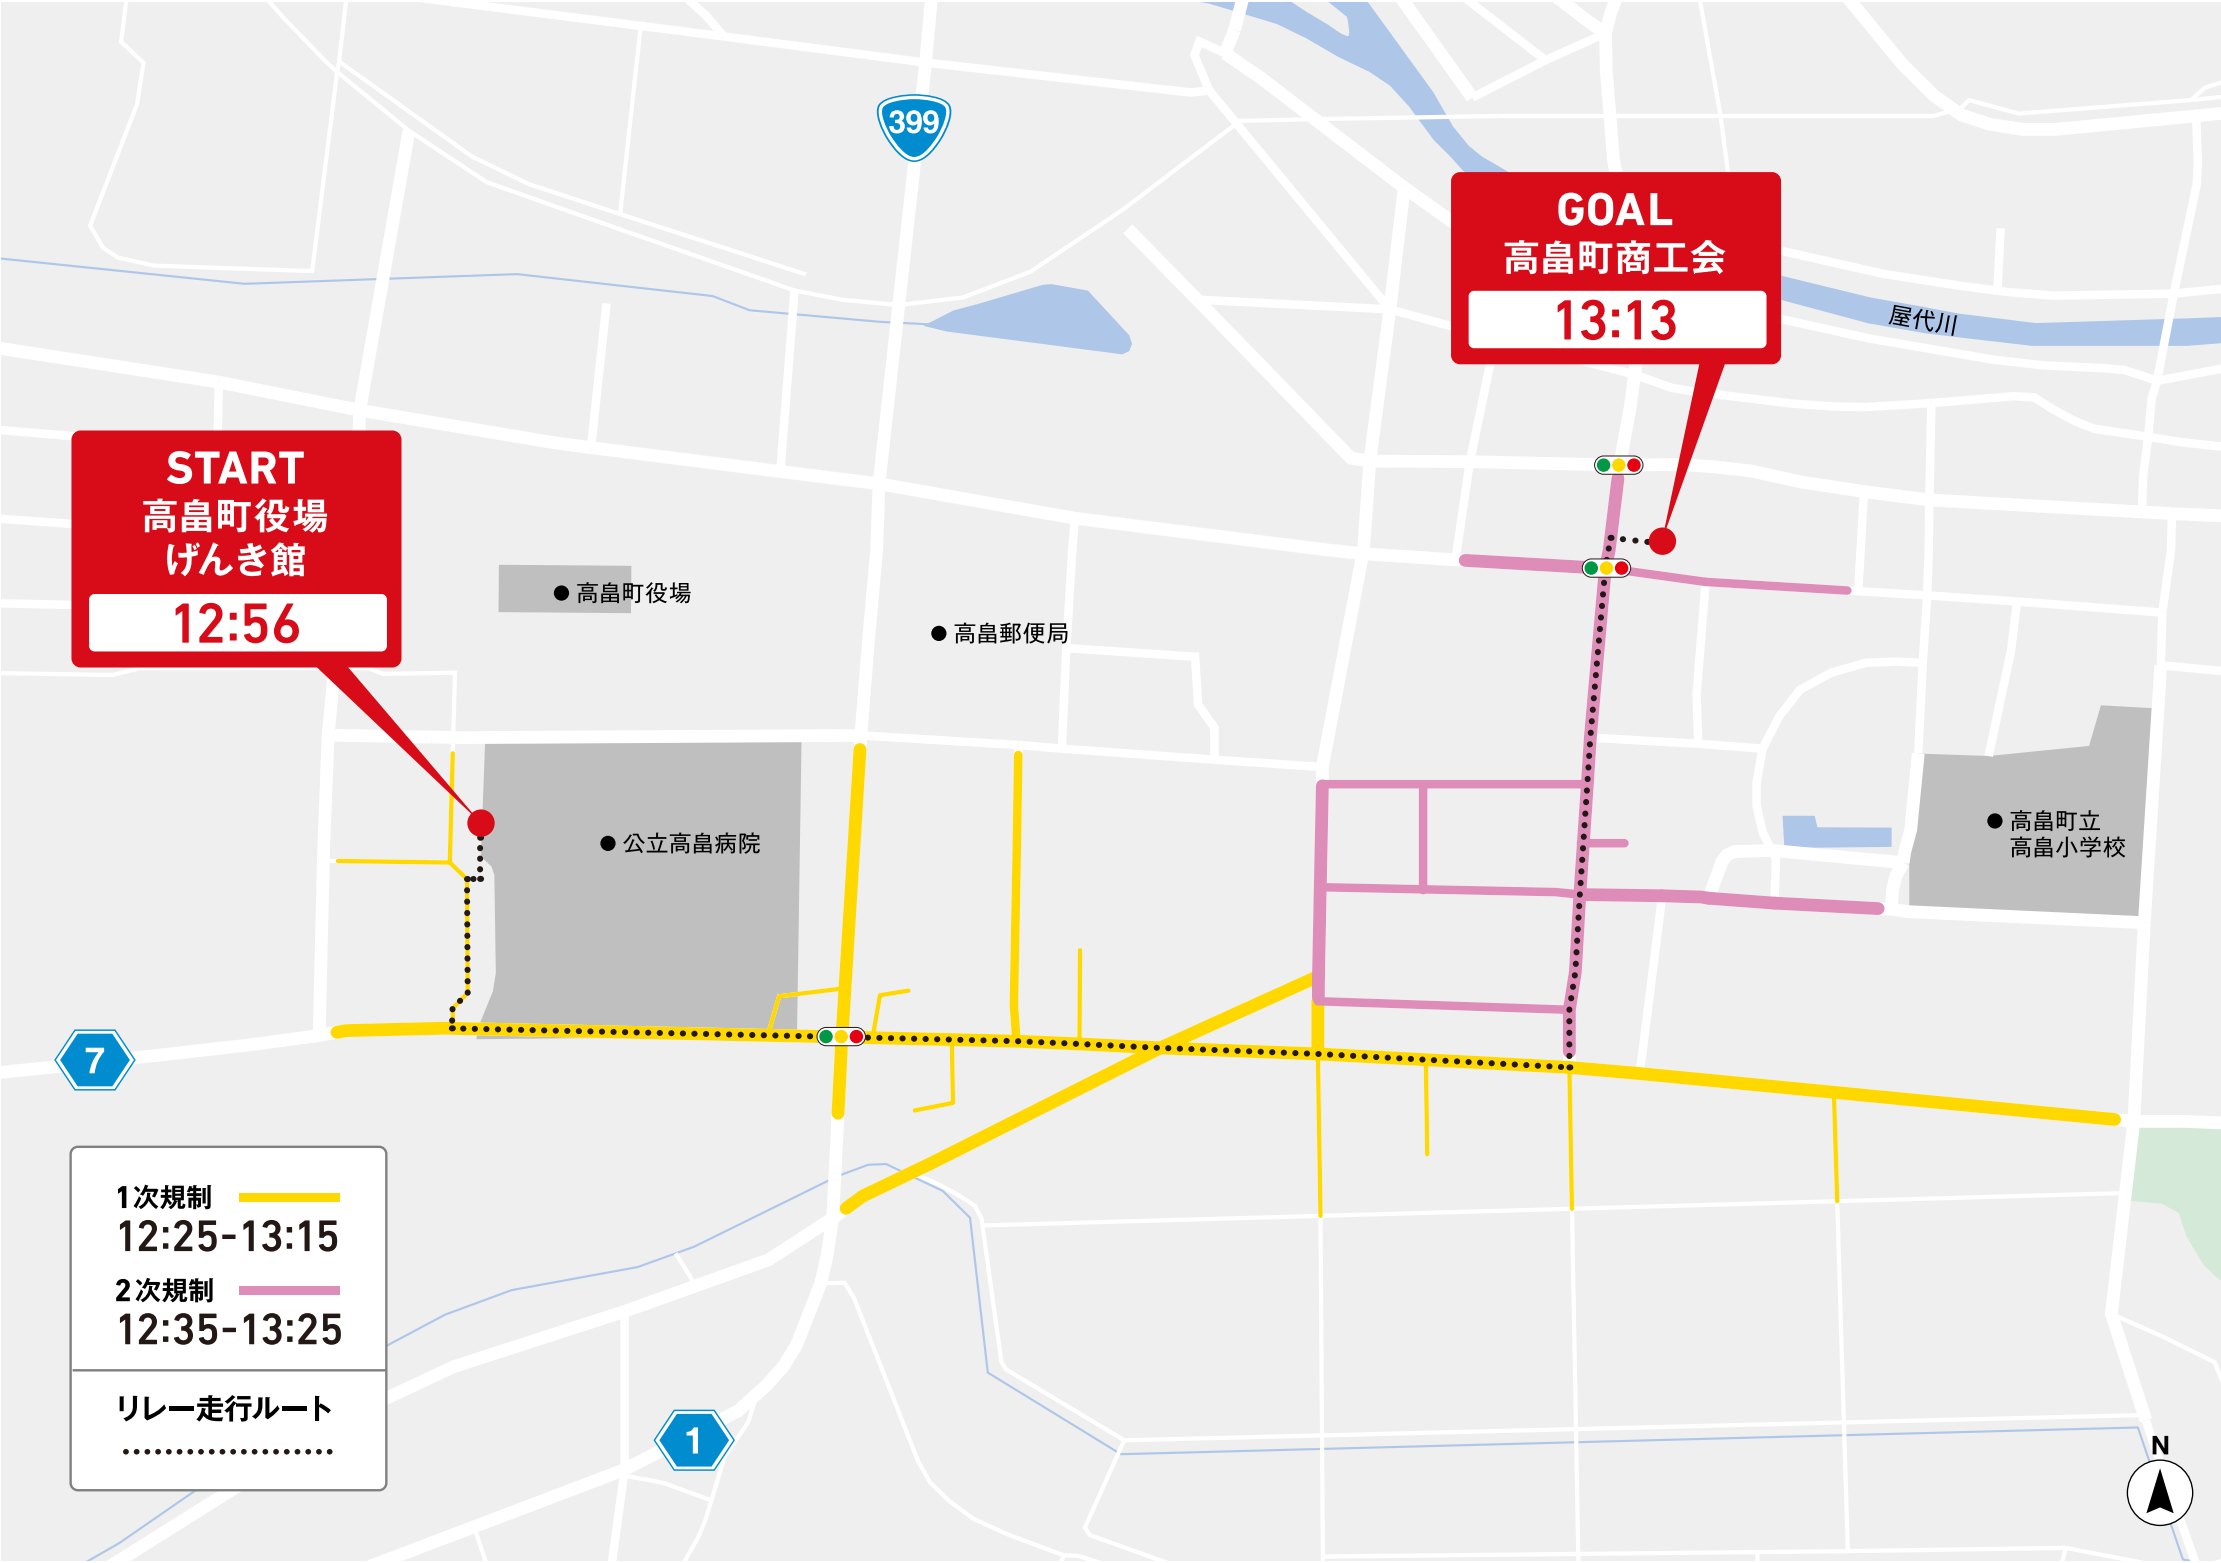 399
GOAL
高畠町商工会
13:13
屋代川
START
高畠町役場
げんき館
12:56
高畠町役場
高畠郵便局
公立高畠病院
高畠町立
高畠小学校
7
1次規制
12:25-13:15
2次規制
12:35-13:25
リレー走行ルート
1
N